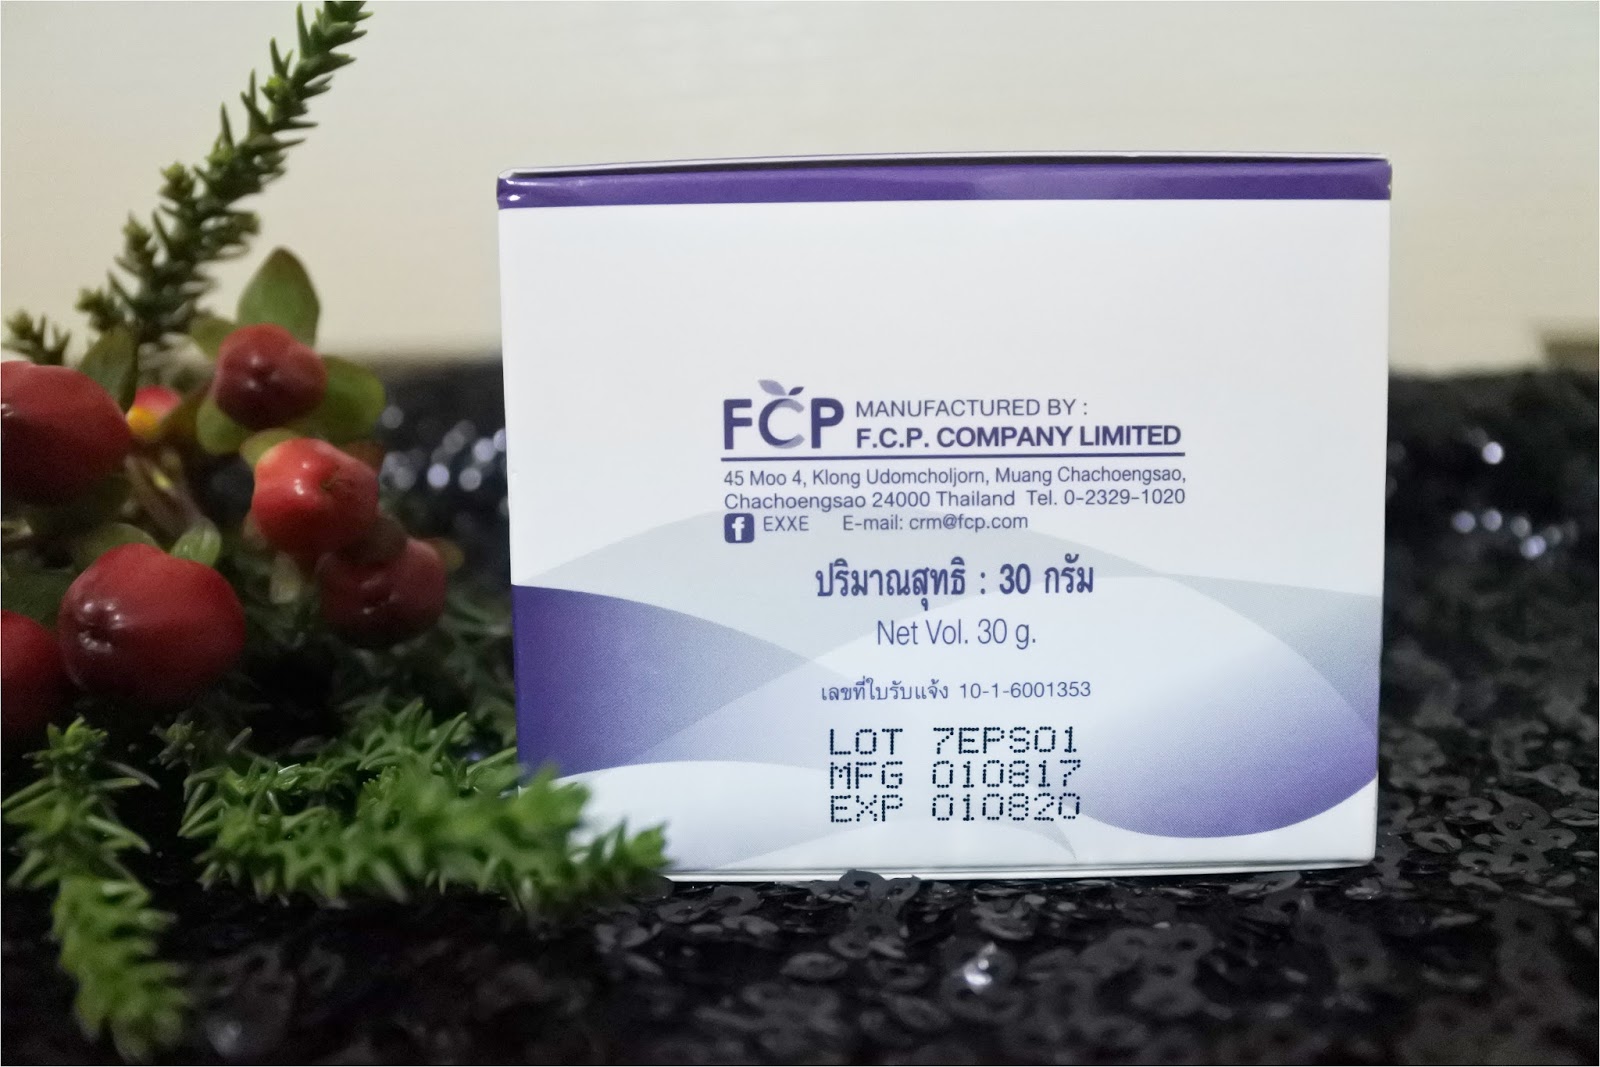 FCP MANUFACTURED BY :
F.C.P. COMPANY LIMITED
45 Moo 4, Klong Udomcholjorn, Muang Chachoengsao,
Chachoengsao 24000 Thailand Tel. 0-2329-1020
f EXXE E-mail: crm@fcp.com
ปริมาณสุทธิ : 30 กรัม
Net Vol. 30 g.
เลขที่ใบรับแจ้ง 10-1-6001353
LOT 7EPS01
MFG 010817
EXP 010820